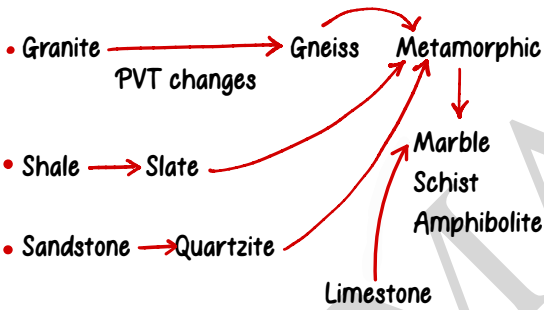 • Granite → Gneiss Metamorphic
PVT changes
• Shale → Slate
Marble
Schist
Amphibolite
• Sandstone → Quartzite
Limestone